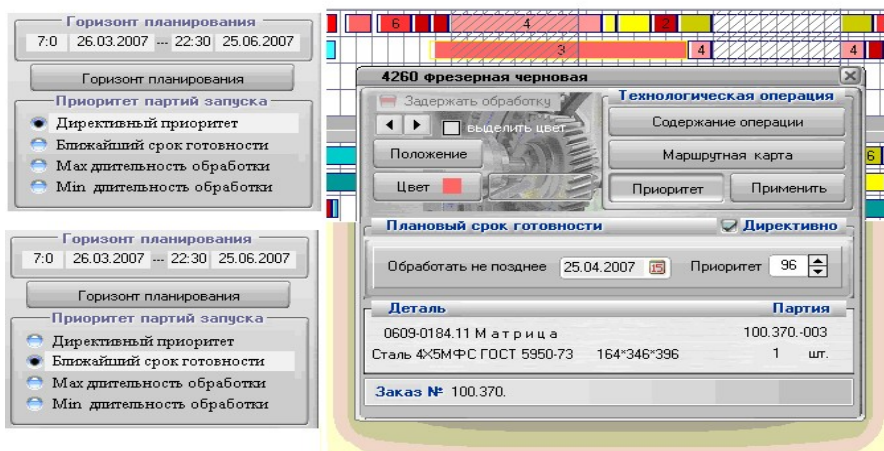 Горизонт планирования
7:0 26.03.2007 --- 22:30 25.06.2007
Горизонт планирования
Приоритет партий запуска
Директивный приоритет
Ближайший срок готовности
Max длительность обработки
Min длительность обработки
Горизонт планирования
7:0 26.03.2007 --- 22:30 25.06.2007
Горизонт планирования
Приоритет партий запуска
Директивный приоритет
Ближайший срок готовности
Max длительность обработки
Min длительность обработки
6 4 2
3 4 4
6
4260 фрезерная черновая
Задержать обработку
выделить цвет
Положение
Цвет
Технологическая операция
Содержание операции
Маршрутная карта
Приоритет Применить
Плановый срок готовности Директивно
Обработать не позднее 25.04.2007 15 Приоритет 96
Деталь Партия
0609-0184.11 Матрица 100.370.-003
Сталь 4Х5МФС ГОСТ 5950-73 164*346*396 1 шт.
Заказ № 100.370.